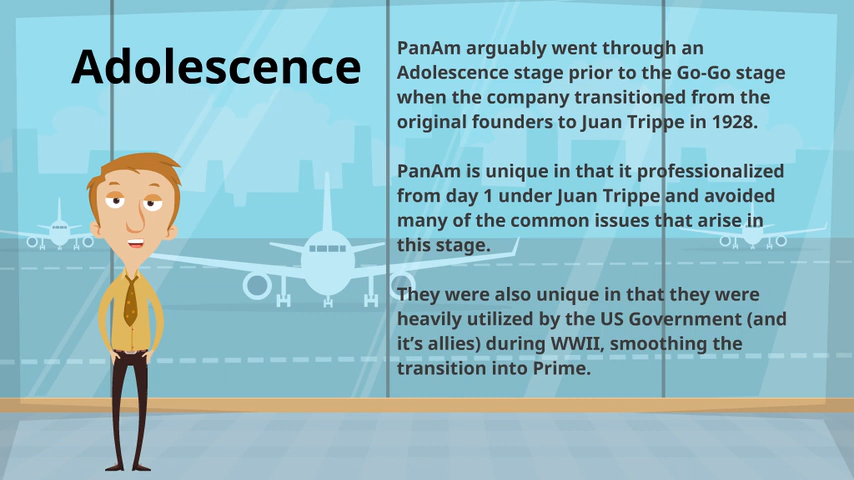 Adolescence
PanAm arguably went through an
Adolescence stage prior to the Go-Go stage
when the company transitioned from the
original founders to Juan Trippe in 1928.
PanAm is unique in that it professionalized
from day 1 under Juan Trippe and avoided
many of the common issues that arise in
this stage.
They were also unique in that they were
heavily utilized by the US Government (and
it’s allies) during WWII, smoothing the
transition into Prime.